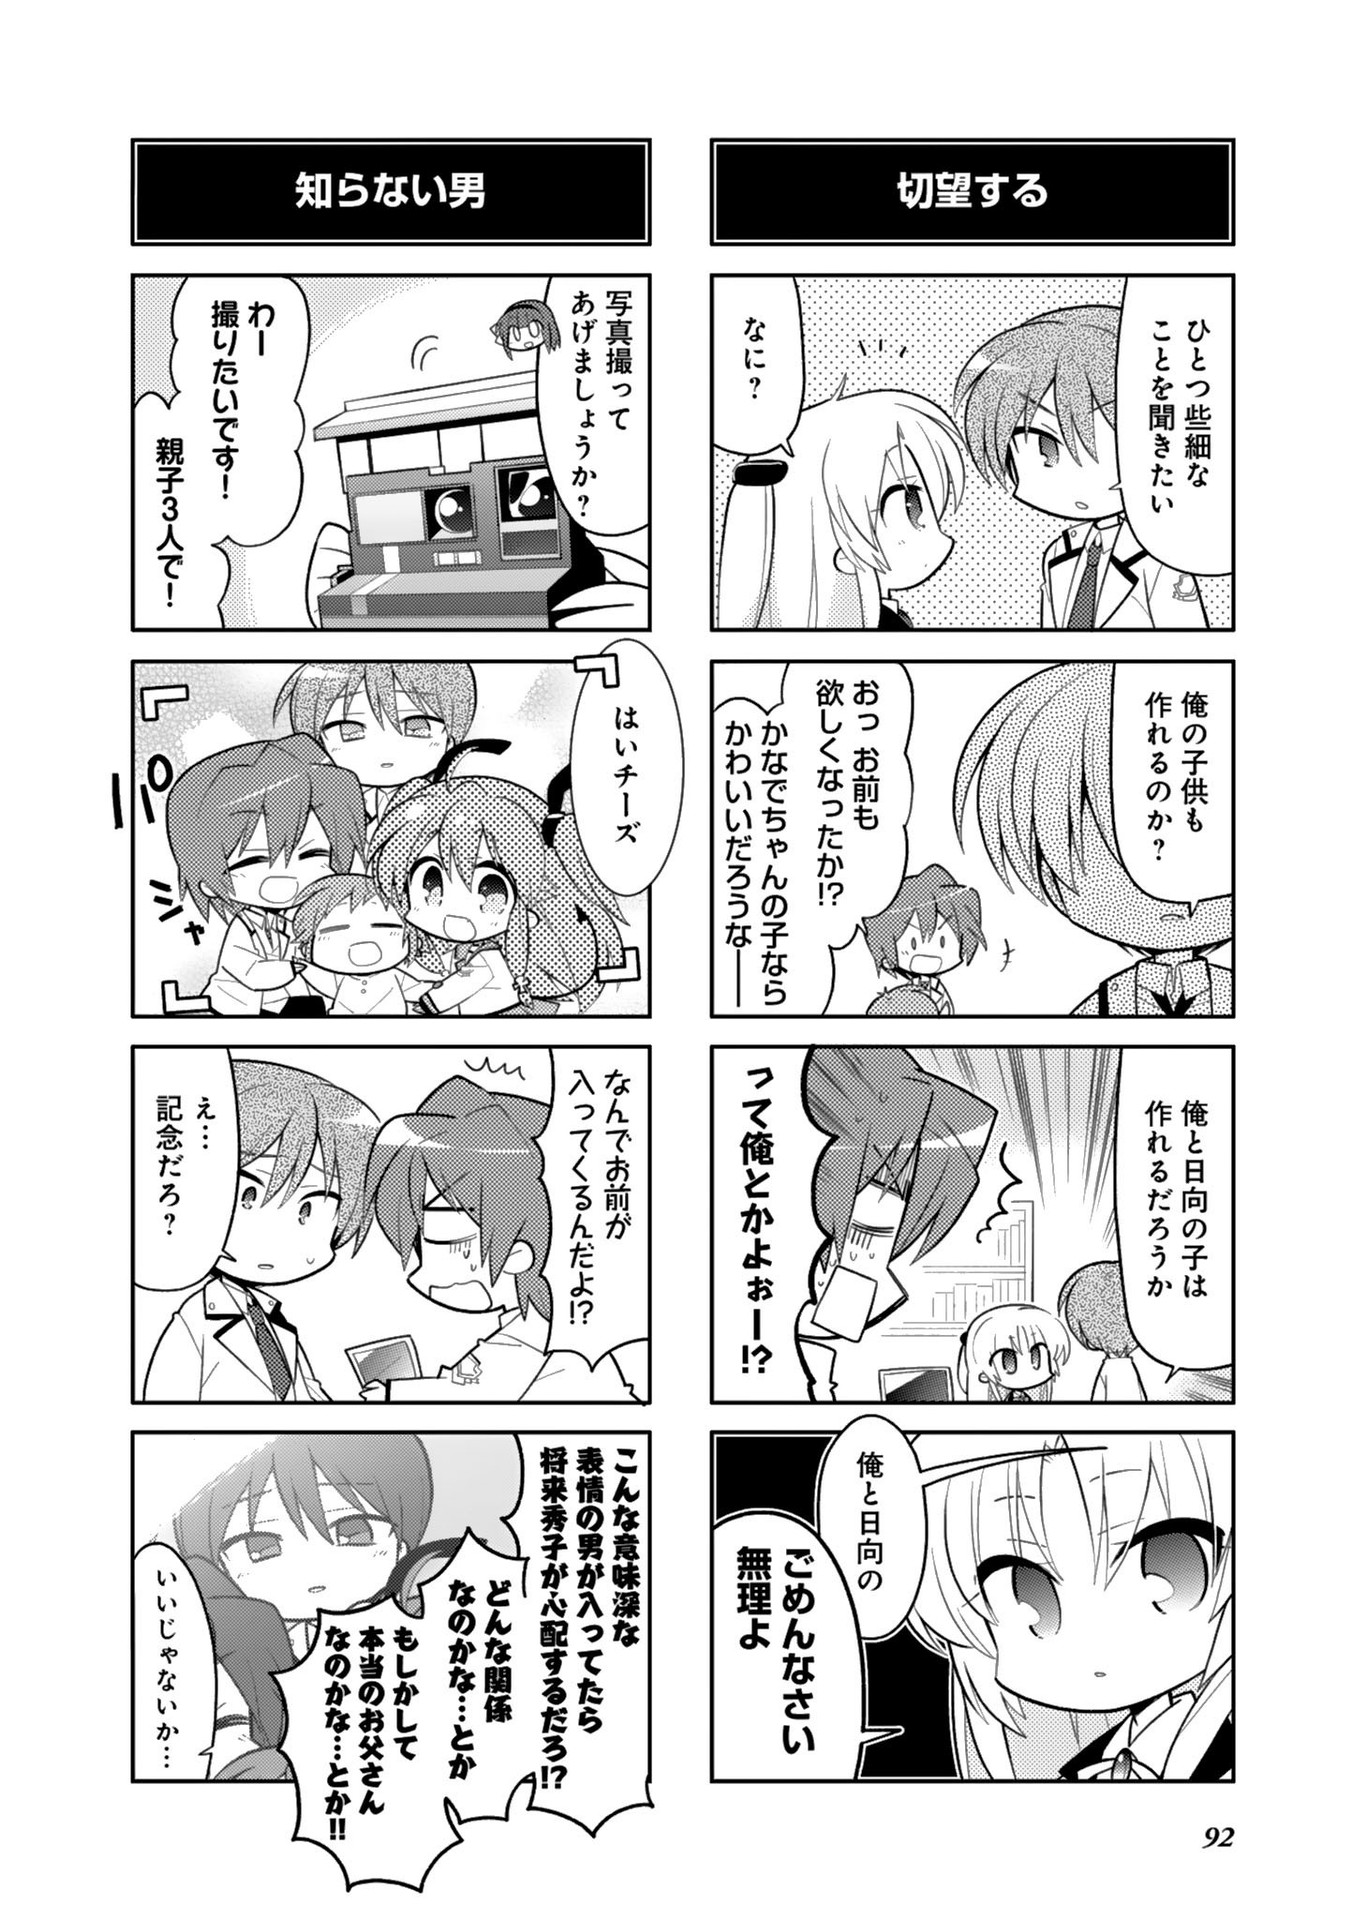 切望する
ひとつ些細な
ことを聞きたい
なに?
俺の子供も
作れるのか?
おっ お前も
欲しくなったか!?
かなでちゃんの子なら
かわいいだろうな――
俺と日向の子は
作れるだろうか
って俺とかよぉー!?
俺と日向の
ごめんなさい
無理よ
知らない男
写真撮って
あげましょうか?
わー
撮りたいです!
親子3人で!
はいチーズ
パシャ
なんでお前が
入ってくるんだよ!?
え…
記念だろ?
こんな意味深な
表情の男が入ってたら
将来秀子が心配するだろ!?
どんな関係
なのかな…とか
もしかして
本当のお父さん
なのかな…とか!!
いいじゃないか…
92